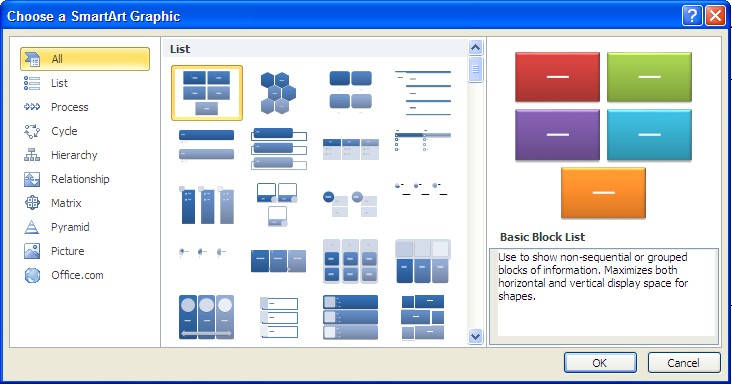 Choose a SmartArt Graphic
All
List
Process
Cycle
Hierarchy
Relationship
Matrix
Pyramid
Picture
Office.com
List
Basic Block List
Use to show non-sequential or grouped
blocks of information. Maximizes both
horizontal and vertical display space for
shapes.
OK
Cancel